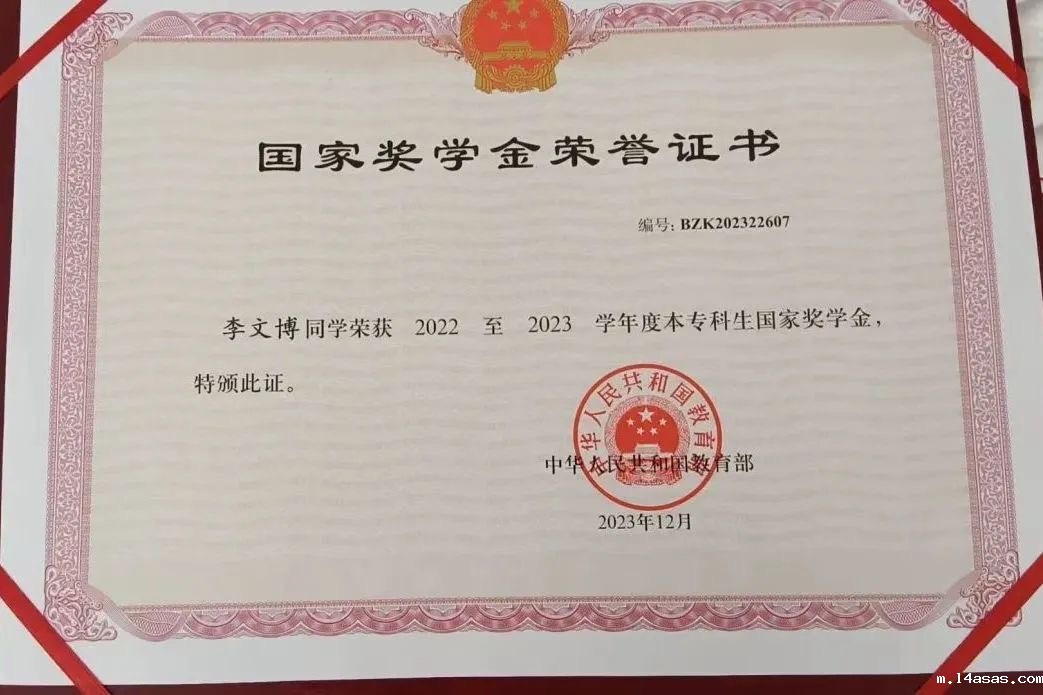 国家奖学金荣誉证书
编号: BZK202322607
李文博同学荣获 2022 至 2023 学年度本专科生国家奖学金，
特颁此证。
中华人民共和国教育部
中华人民共和国教育部
2023年12月
m.14asas.com